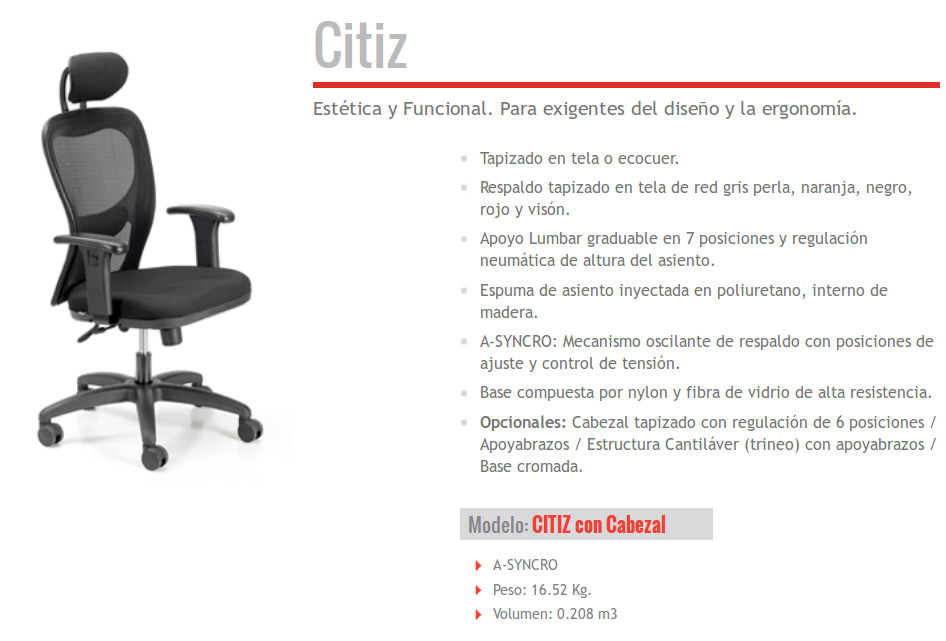 Citiz
Estética y Funcional. Para exigentes del diseño y la ergonomía.
Tapizado en tela o ecocuer.
Respaldo tapizado en tela de red gris perla, naranja, negro,
rojo y visón.
Apoyo Lumbar graduable en 7 posiciones y regulación
neumática de altura del asiento.
Espuma de asiento inyectada en poliuretano, interno de
madera.
A-SYNCRO: Mecanismo oscilante de respaldo con posiciones de
ajuste y control de tensión.
Base compuesta por nylon y fibra de vidrio de alta resistencia.
Opcionales: Cabezal tapizado con regulación de 6 posiciones /
Apoyabrazos / Estructura Cantiláver (trineo) con apoyabrazos /
Base cromada.
Modelo: CITIZ con Cabezal
A-SYNCRO
Peso: 16.52 Kg.
Volumen: 0.208 m3